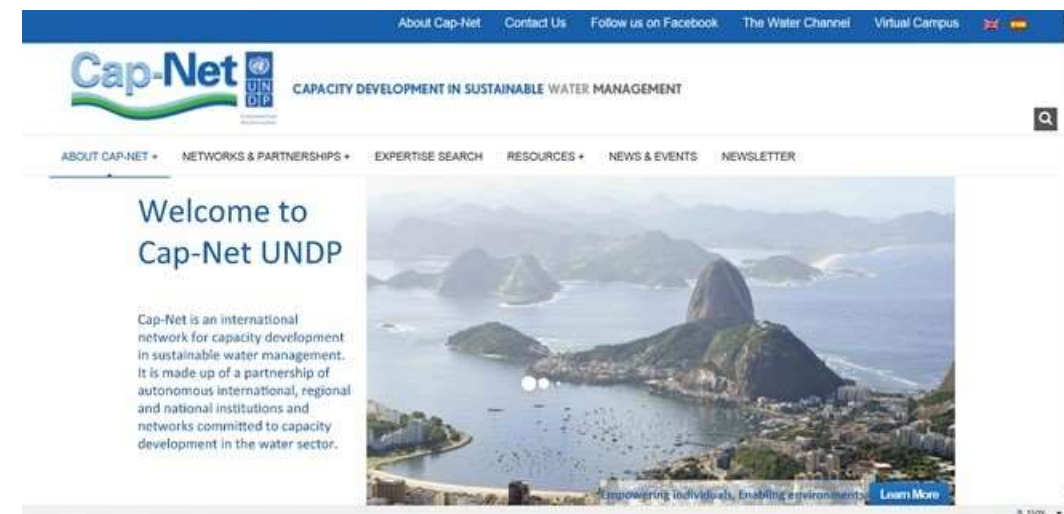 About Cap-Net Contact Us Follow us on Facebook The Water Channel Virtual Campus
Cap-Net
UN
DP
CAPACITY DEVELOPMENT IN SUSTAINABLE WATER MANAGEMENT
ABOUT CAP-NET + NETWORKS & PARTNERSHIPS + EXPERTISE SEARCH RESOURCES + NEWS & EVENTS NEWSLETTER
Welcome to
Cap-Net UNDP
Cap-Net is an international
network for capacity development
in sustainable water management.
It is made up of a partnership of
autonomous international, regional
and national institutions and
networks committed to capacity
development in the water sector.
Empowering individuals, Enabling environments Learn More